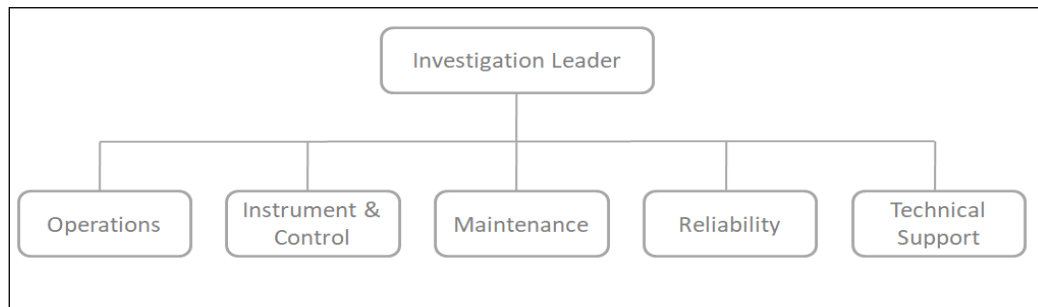 Investigation Leader
Operations
Instrument &
Control
Maintenance
Reliability
Technical
Support